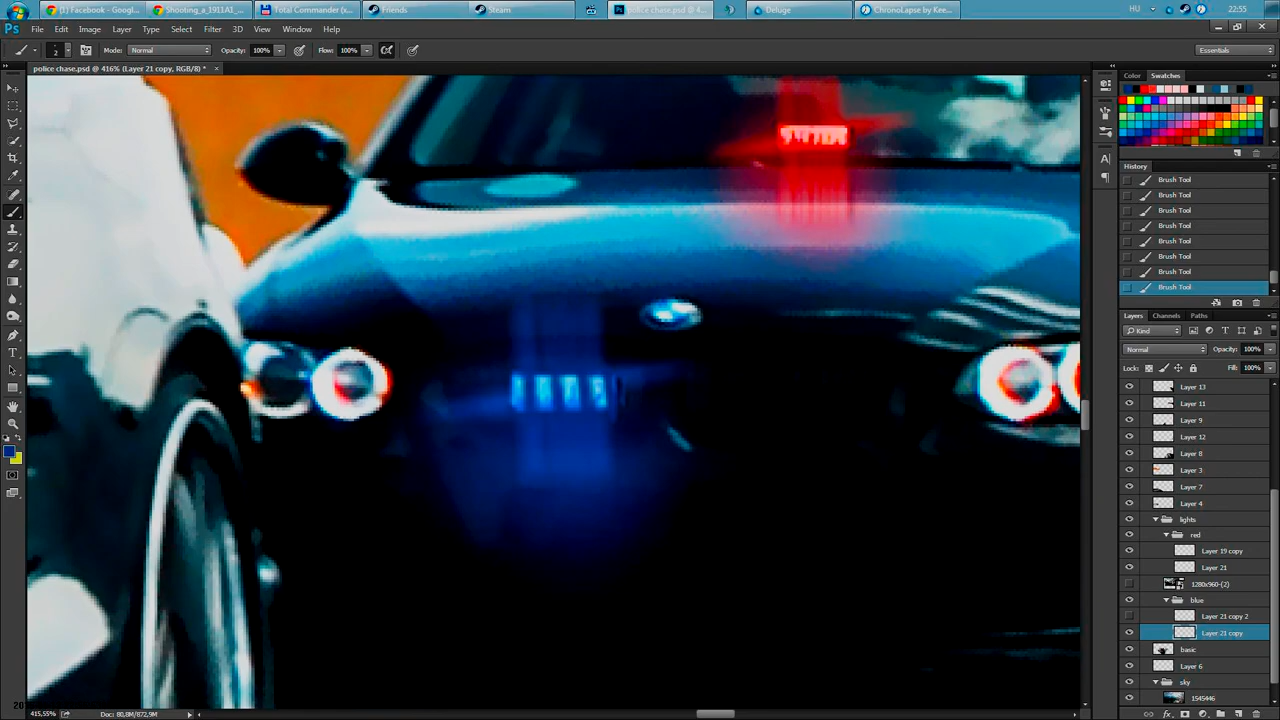 (1) Facebook - Googl...
Shooting_a_1911A1_...
Total Commander (x...
Friends
Steam
police chase.psd @ 4...
Deluge
ChronoLapse by Kee...
HU
22:55
Ps File Edit Image Layer Type Select Filter 3D View Window Help
2 Mode: Normal Opacity: 100% Flow: 100% Essentials
police chase.psd @ 416% (Layer 21 copy, RGB/8) * ×
Color Swatches
History
Brush Tool
Brush Tool
Brush Tool
Brush Tool
Brush Tool
Brush Tool
Brush Tool
Brush Tool
Layers Channels Paths
Kind
Normal Opacity: 100%
Lock: Fill: 100%
Layer 13
Layer 11
Layer 9
Layer 12
Layer 8
Layer 3
Layer 7
Layer 4
lights
red
Layer 19 copy
Layer 21
1280x960-(2)
blue
Layer 21 copy 2
Layer 21 copy
basic
Layer 6
sky
1545446
fx
20
415,55% Doc: 80,8M/872,9M